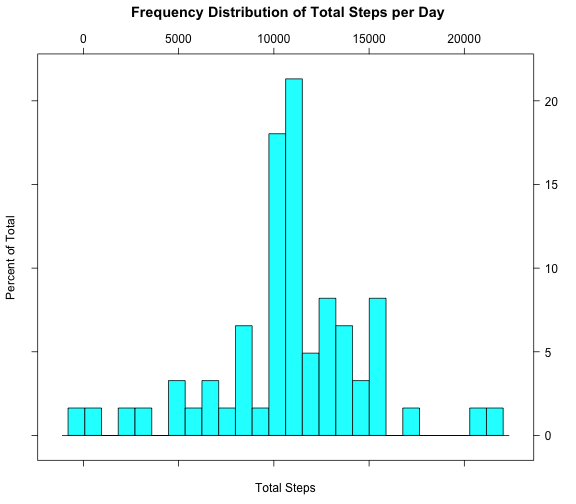 Frequency Distribution of Total Steps per Day
0 5000 10000 15000 20000
20
15
10
5
0
Percent of Total
Total Steps